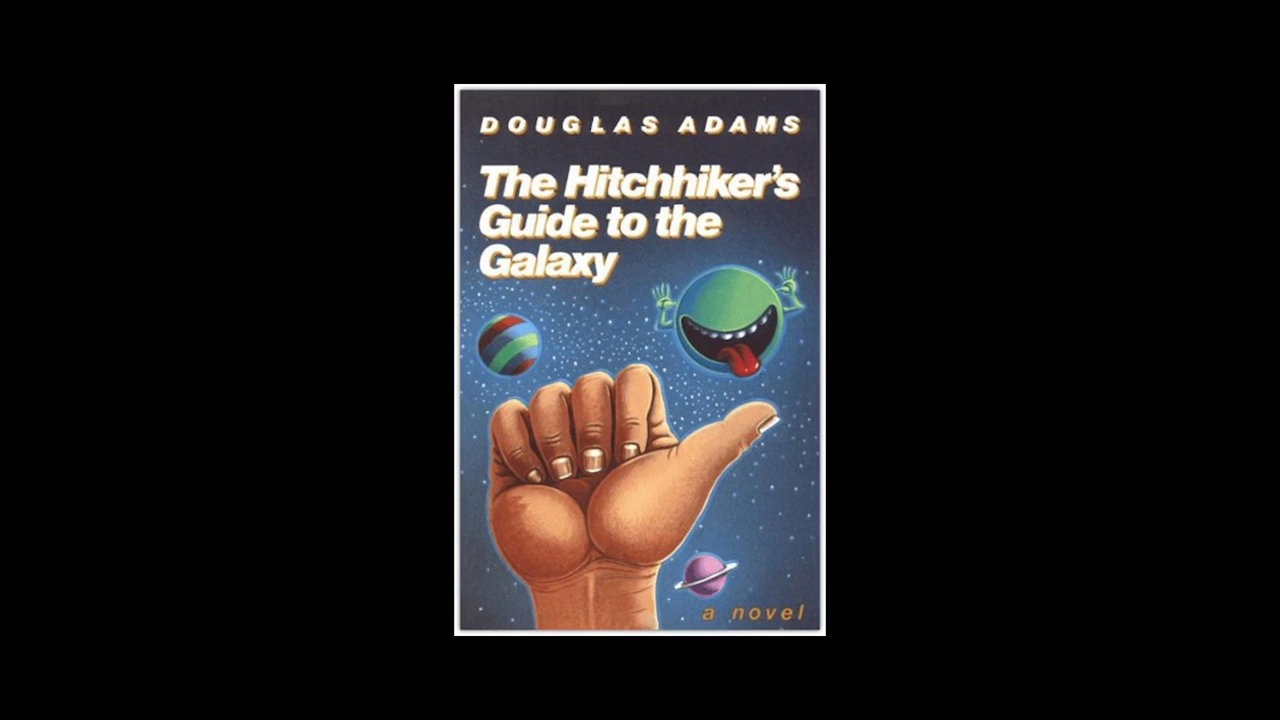 DOUGLAS ADAMS
The Hitchhiker's
Guide to the
Galaxy
a novel